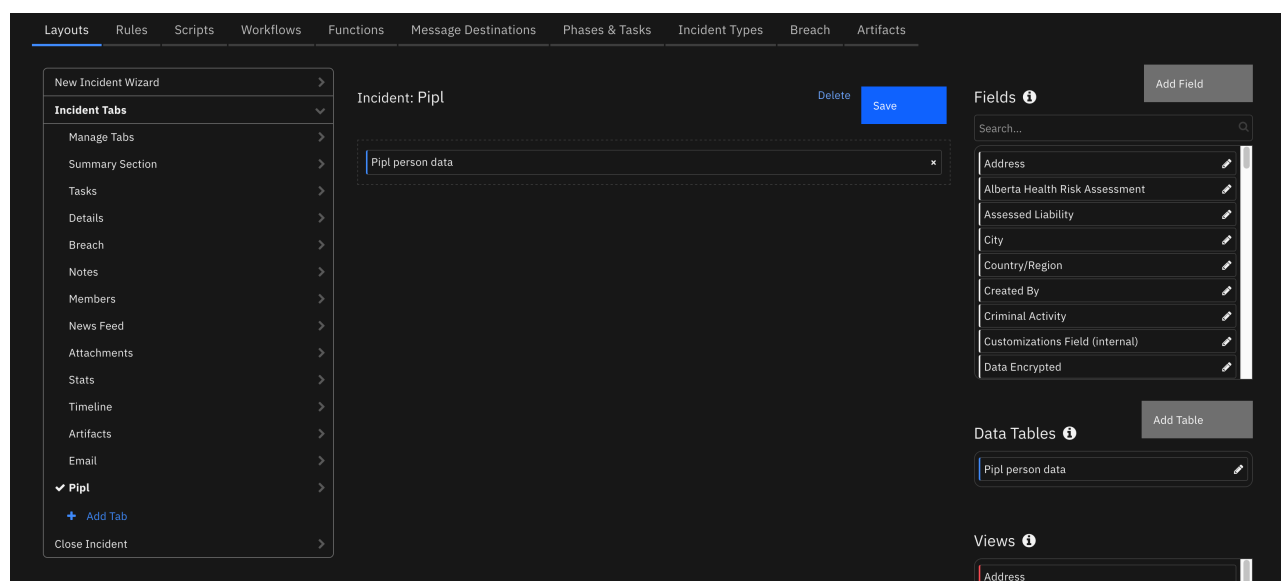 Layouts Rules Scripts Workflows Functions Message Destinations Phases & Tasks Incident Types Breach Artifacts
New Incident Wizard
Incident Tabs
Manage Tabs
Summary Section
Tasks
Details
Breach
Notes
Members
News Feed
Attachments
Stats
Timeline
Artifacts
Email
Pipl
Add Tab
Close Incident
Incident: Pipl
Delete
Save
Pipl person data
Fields
Add Field
Search...
Address
Alberta Health Risk Assessment
Assessed Liability
City
Country/Region
Created By
Criminal Activity
Customizations Field (internal)
Data Encrypted
Data Tables
Add Table
Pipl person data
Views
Address